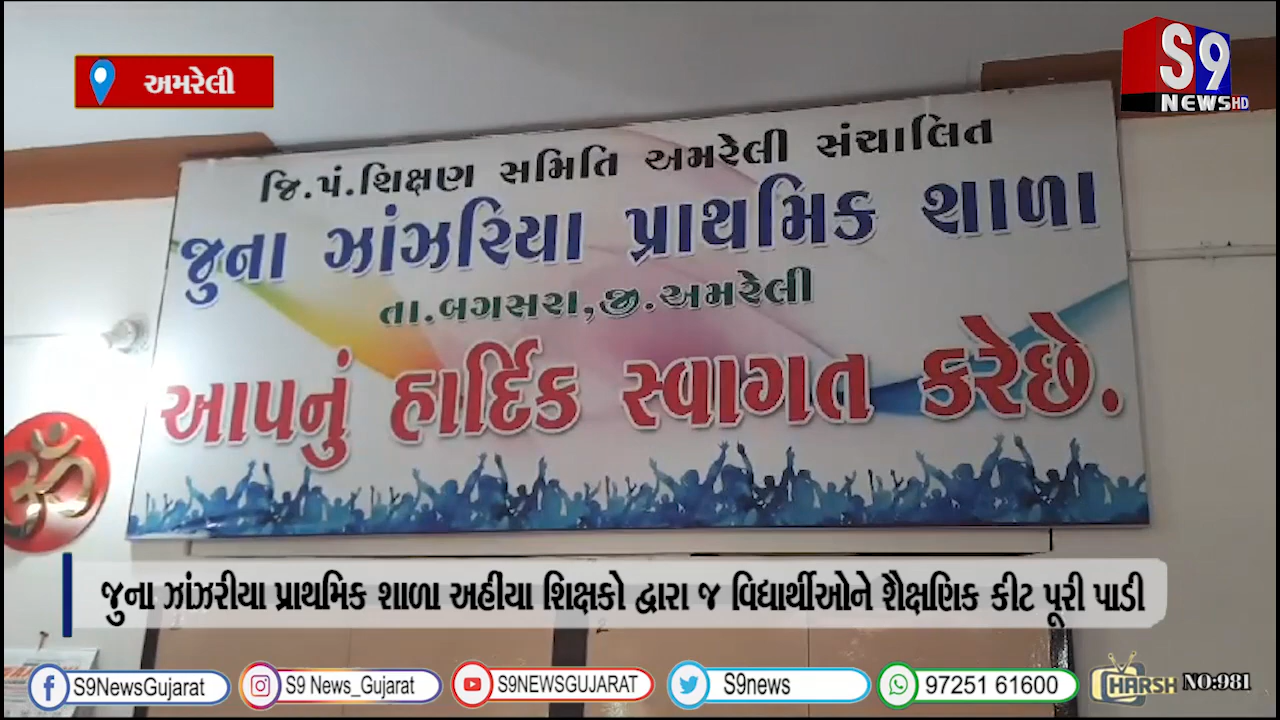 અમરેલી
S9
NEWS HD
જિ.પં.શિક્ષણ સમિતિ અમરેલી સંચાલિત
જુના ઝાંઝરિયા પ્રાથમિક શાળા
તા.બગસરા,જી.અમરેલી
આપનું હાર્દિક સ્વાગત કરેછે.
ૐ
જુના ઝાંઝરીયા પ્રાથમિક શાળા અહીંયા શિક્ષકો દ્વારા જ વિદ્યાર્થીઓને શૈક્ષણિક કીટ પૂરી પાડી
S9NewsGujarat S9 News_Gujarat S9NEWSGUJARAT S9news 97251 61600 CHARSH NO:981